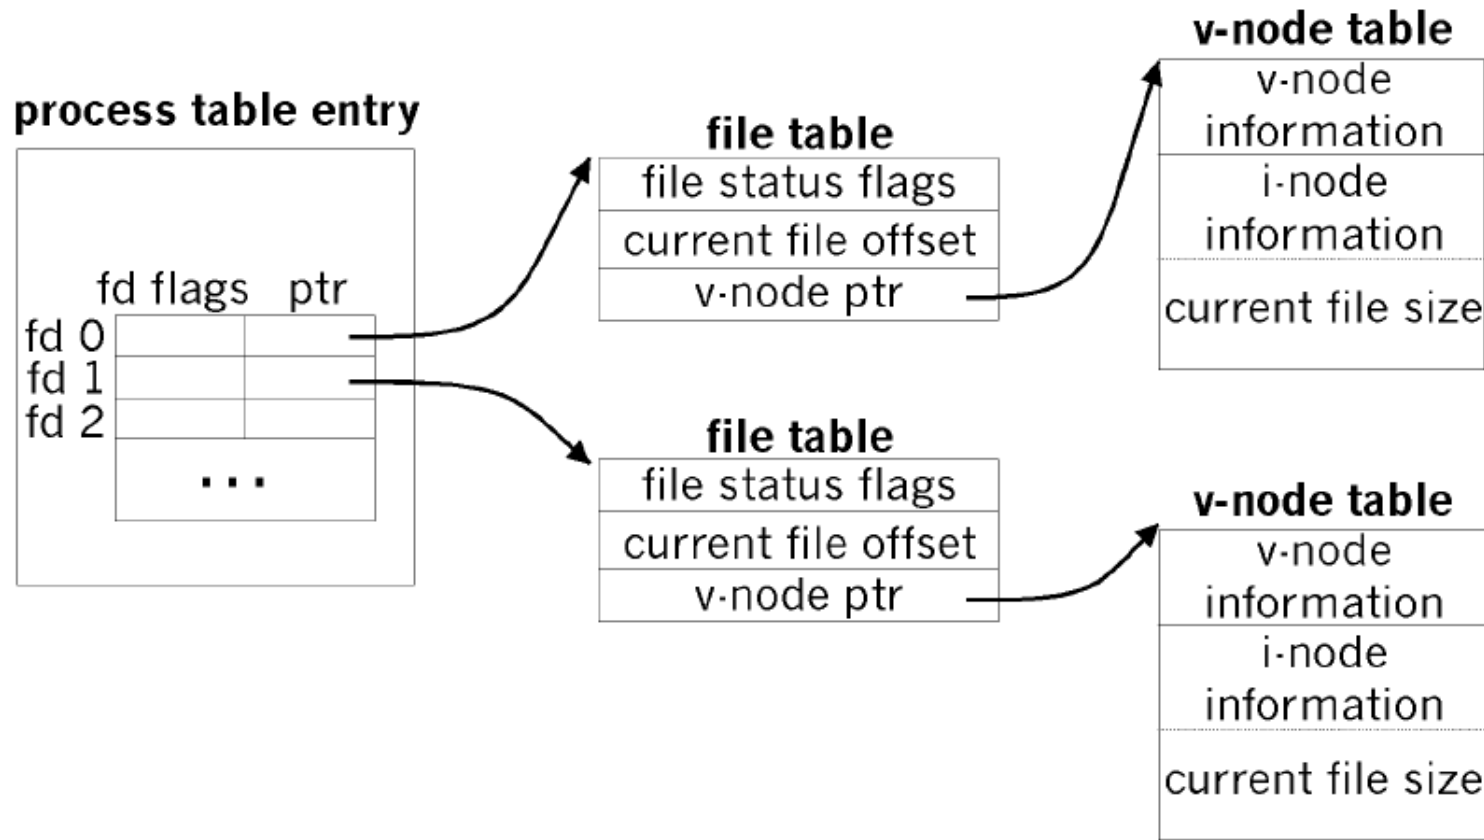 process table entry
fd flags ptr
fd 0
fd 1
fd 2
...
file table
file status flags
current file offset
v-node ptr
file table
file status flags
current file offset
v-node ptr
v-node table
v-node
information
i-node
information
current file size
v-node table
v-node
information
i-node
information
current file size